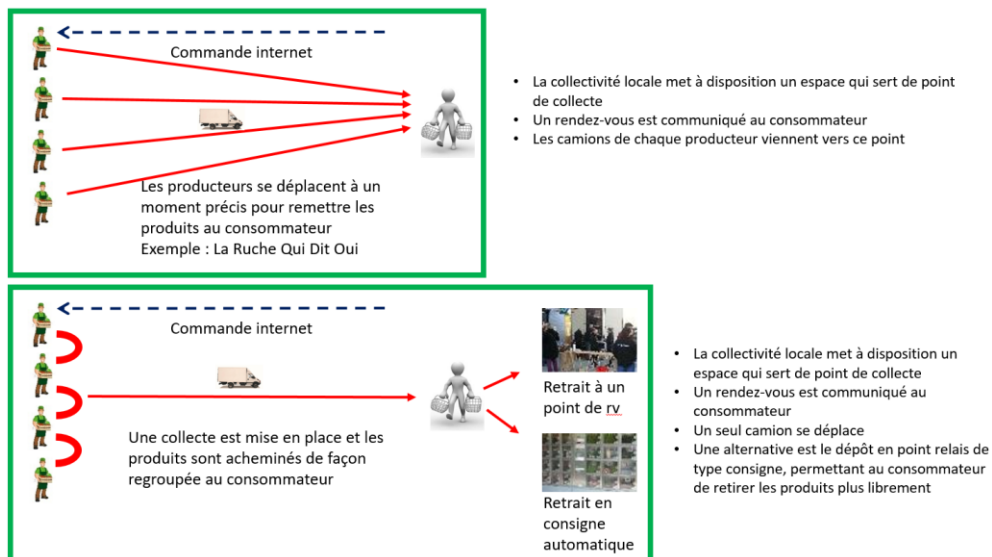 Commande internet
Les producteurs se déplacent à un
moment précis pour remettre les
produits au consommateur
Exemple : La Ruche Qui Dit Oui
• La collectivité locale met à disposition un espace qui sert de point
de collecte
• Un rendez-vous est communiqué au consommateur
• Les camions de chaque producteur viennent vers ce point
Commande internet
Une collecte est mise en place et les
produits sont acheminés de façon
regroupée au consommateur
Retrait à un
point de rv
Retrait en
consigne
automatique
• La collectivité locale met à disposition un
espace qui sert de point de collecte
• Un rendez-vous est communiqué au
consommateur
• Un seul camion se déplace
• Une alternative est le dépôt en point relais de
type consigne, permettant au consommateur
de retirer les produits plus librement